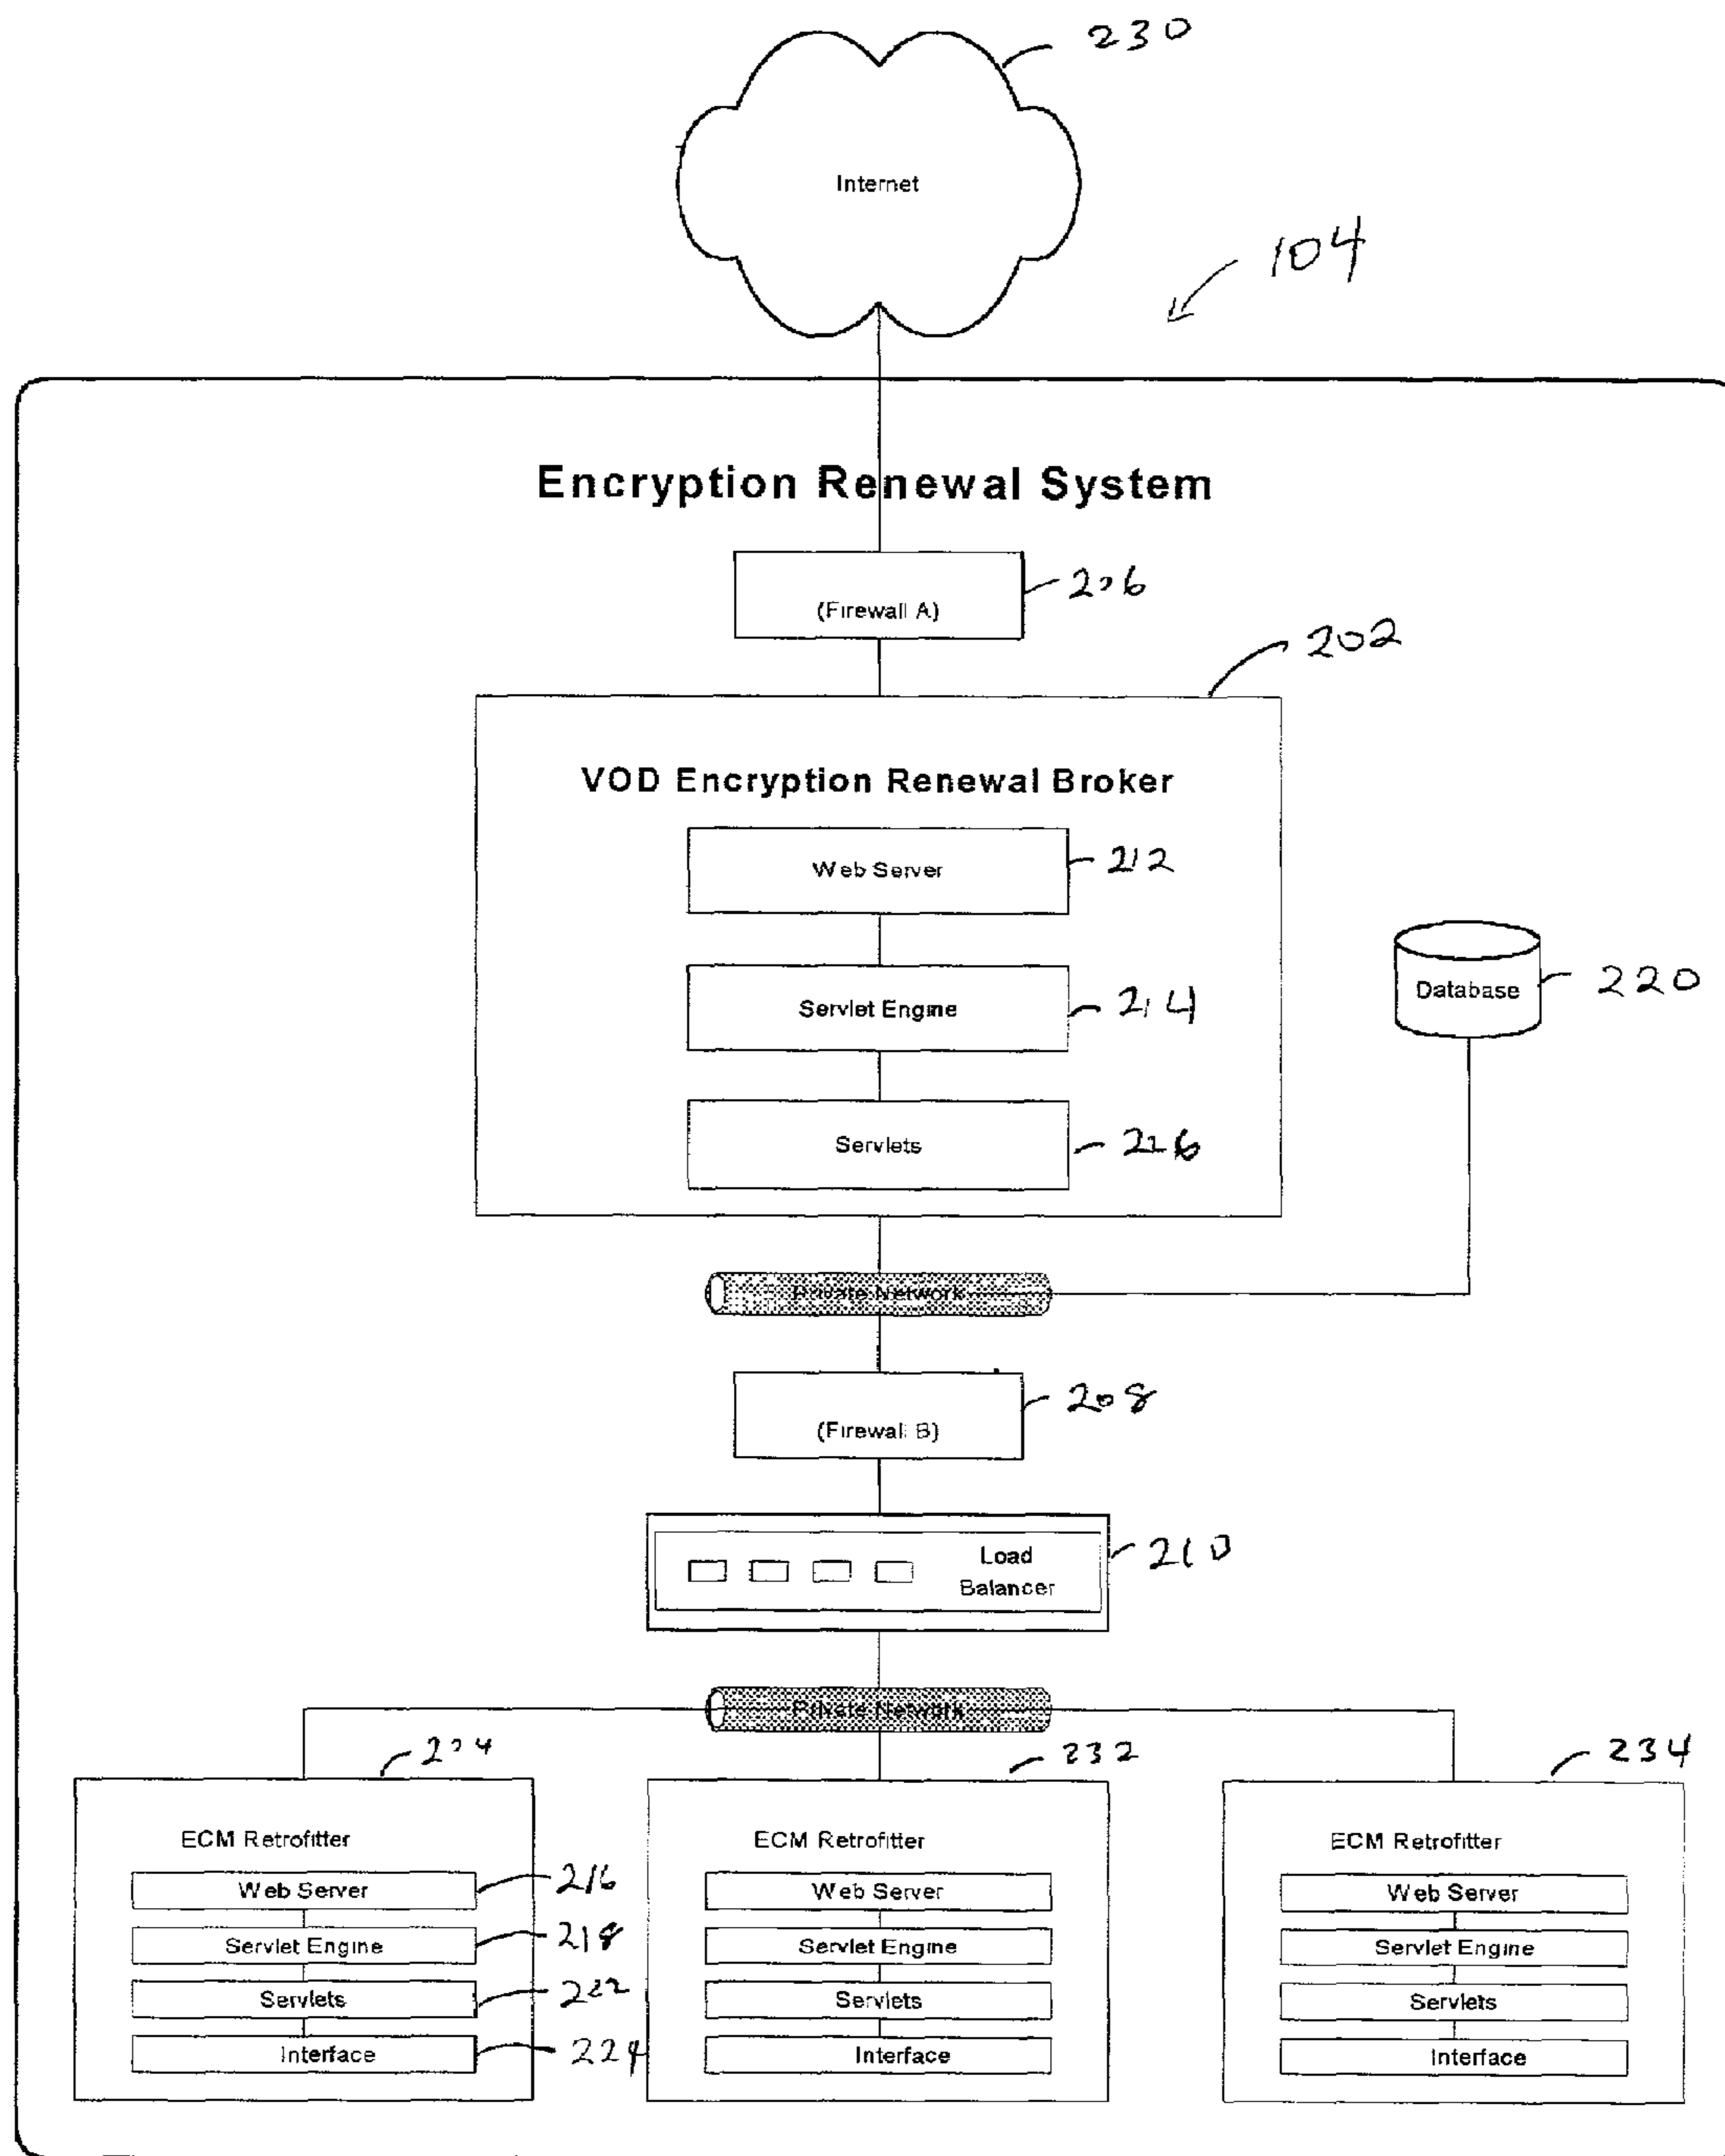 230
Internet
104
Encryption Renewal System
(Firewall A)
206
202
VOD Encryption Renewal Broker
Web Server
212
Servlet Engine
214
Database
220
Servlets
226
Private Network
(Firewall B)
208
Load
Balancer
210
Private Network
204
232
234
ECM Retrofitter
Web Server
216
Servlet Engine
218
Servlets
222
Interface
224
ECM Retrofitter
Web Server
Servlet Engine
Servlets
Interface
ECM Retrofitter
Web Server
Servlet Engine
Servlets
Interface